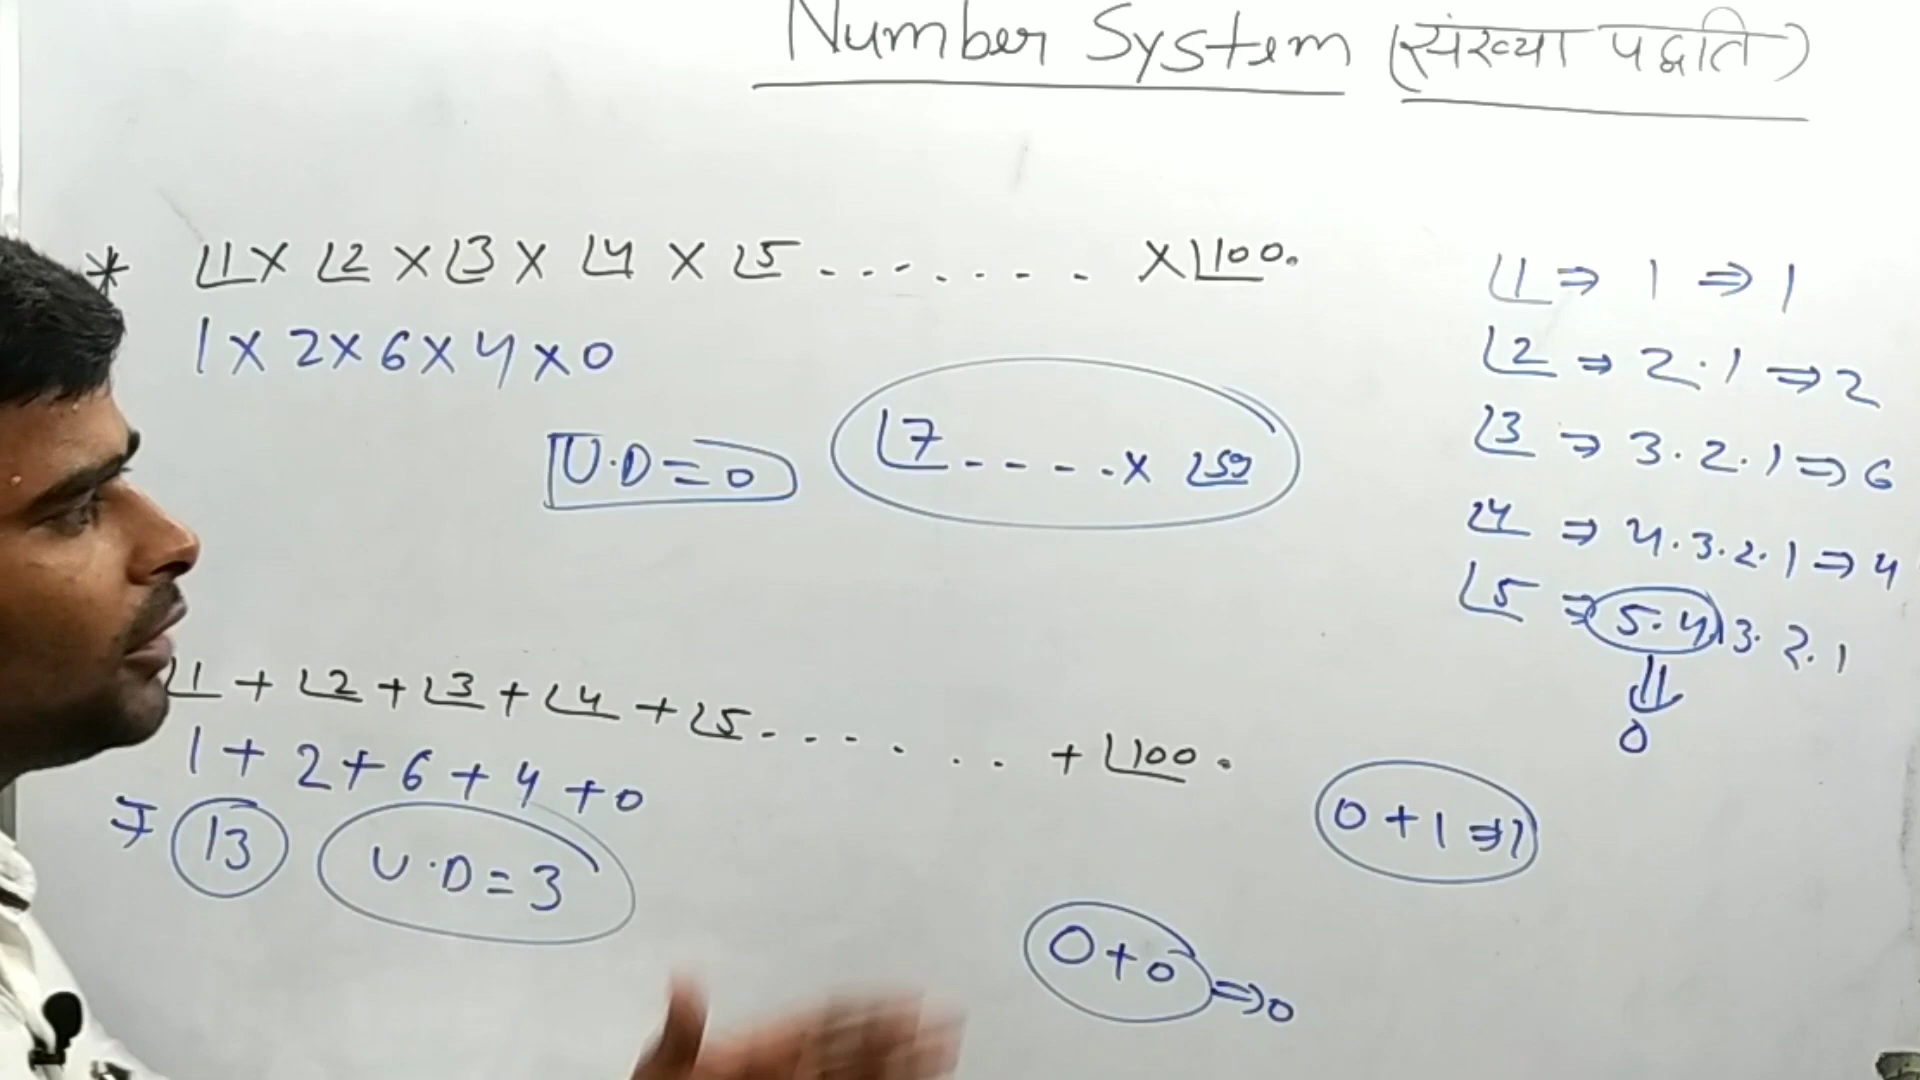 Number System (संख्या पद्धति)
* ∟1 × ∟2 × ∟3 × ∟4 × ∟5 . - - - . - - . × ∟100.
1 × 2 × 6 × 4 × 0
U.D = 0
∟7 - - - - . × ∟59
∟1 + ∟2 + ∟3 + ∟4 + ∟5 - . - - . . . . + ∟100 .
1 + 2 + 6 + 4 + 0
⇒ 13
U.D = 3
∟1 ⇒ 1 ⇒ 1
∟2 ⇒ 2.1 ⇒ 2
∟3 ⇒ 3.2.1 ⇒ 6
∟4 ⇒ 4.3.2.1 ⇒ 4
∟5 ⇒ 5.4.3.2.1
⇓
0
0 + 1 ⇒ 1
0 + 0 ⇒ 0